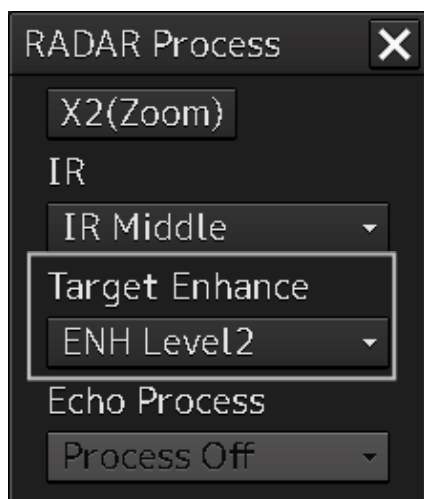 RADAR Process
X2(Zoom)
IR
IR Middle
Target Enhance
ENH Level2
Echo Process
Process Off